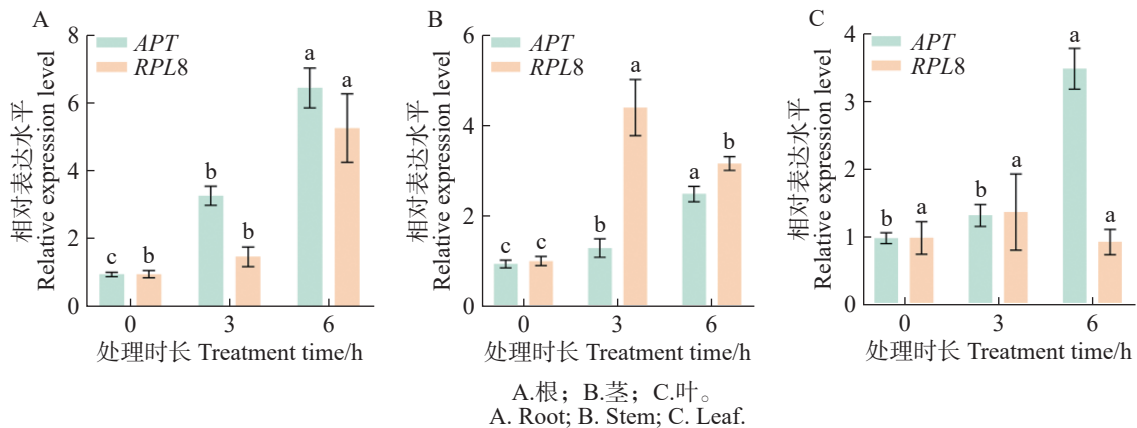 A
相对表达水平
Relative expression level
8
6
4
2
0
APT
RPL8
c
b
b
b
a
a
0
3
6
处理时长 Treatment time/h
B
相对表达水平
Relative expression level
6
4
2
0
APT
RPL8
c
c
b
a
a
b
0
3
6
处理时长 Treatment time/h
C
相对表达水平
Relative expression level
4
3
2
1
0
APT
RPL8
b
a
b
a
a
a
0
3
6
处理时长 Treatment time/h
A.根；B.茎；C.叶。
A. Root; B. Stem; C. Leaf.